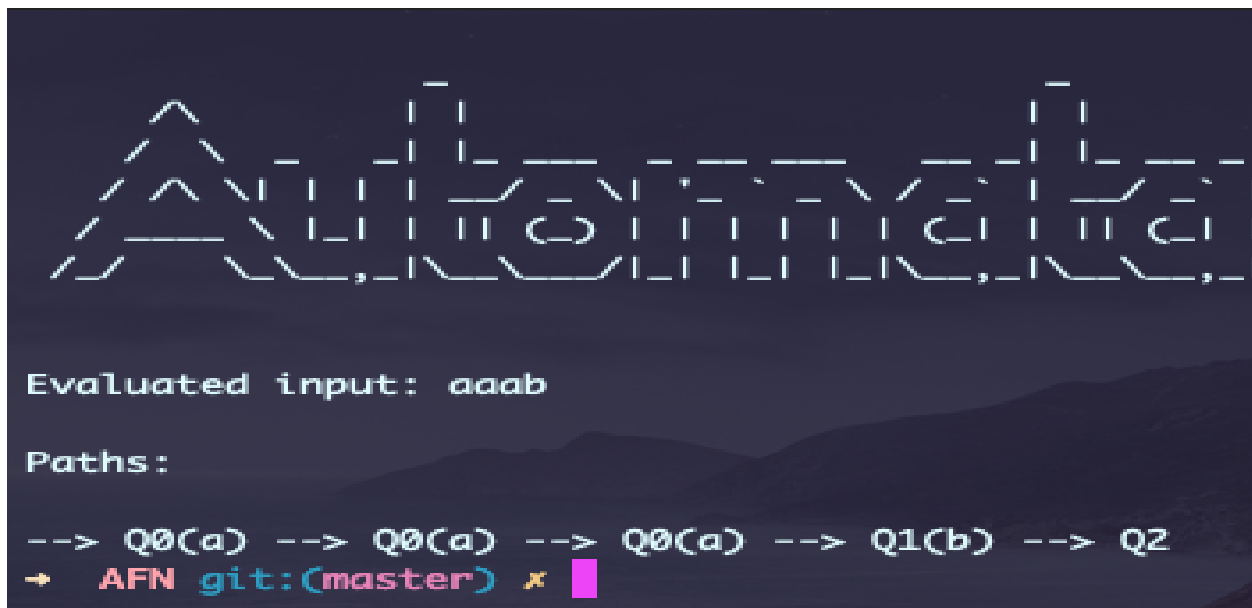 Automata
Evaluated input: aaab
Paths:
--> Q0(a) --> Q0(a) --> Q0(a) --> Q1(b) --> Q2
➜  AFN git:(master) ✗